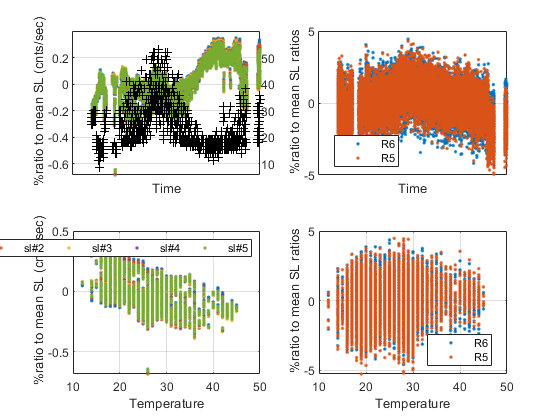 %ratio to mean SL (cnts/sec)
0.2
0
-0.2
-0.4
-0.6
50
40
30
20
10
Time
%ratio to mean SL ratios
5
0
-5
R6
R5
Time
%ratio to mean SL (cnts/sec)
0.5
0
-0.5
sl#2 sl#3 sl#4 sl#5
10 20 30 40 50
Temperature
%ratio to mean SL ratios
5
0
-5
R6
R5
10 20 30 40 50
Temperature